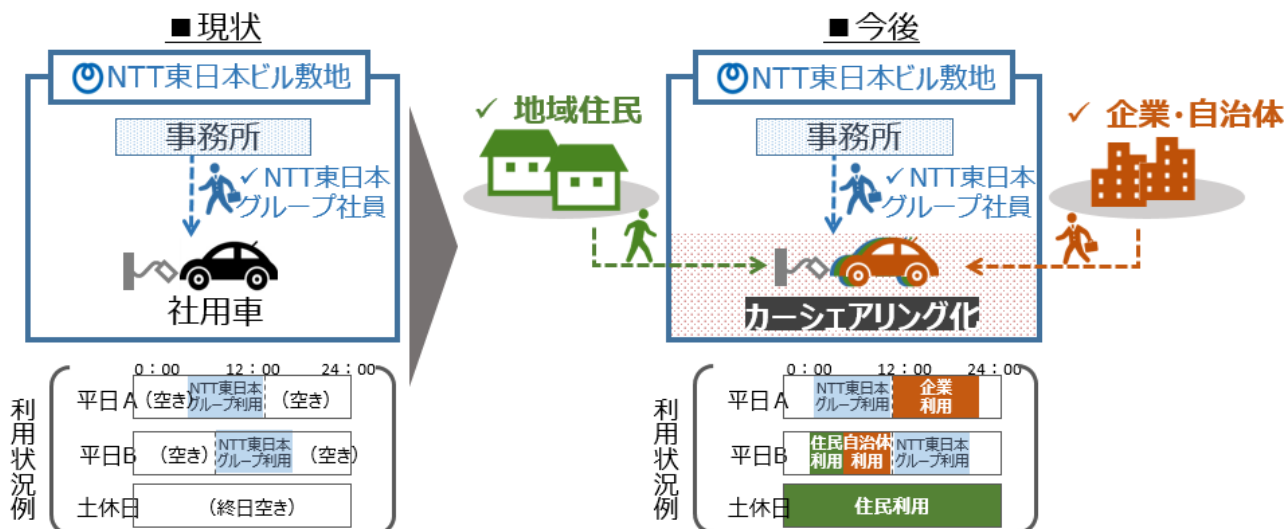 ■現状
NTT東日本ビル敷地
事務所
✓ NTT東日本
グループ社員
社用車
0：00 12：00 24：00
利用状況例
平日A (空き) NTT東日本 グループ利用 (空き)
平日B (空き) NTT東日本 グループ利用 (空き)
土休日 (終日空き)
■今後
NTT東日本ビル敷地
✓ 地域住民
✓ 企業・自治体
事務所
✓ NTT東日本
グループ社員
カーシェアリング化
0：00 12：00 24：00
利用状況例
平日A NTT東日本 グループ利用 企業 利用
平日B 住民 利用 自治体 利用 NTT東日本 グループ利用
土休日 住民利用